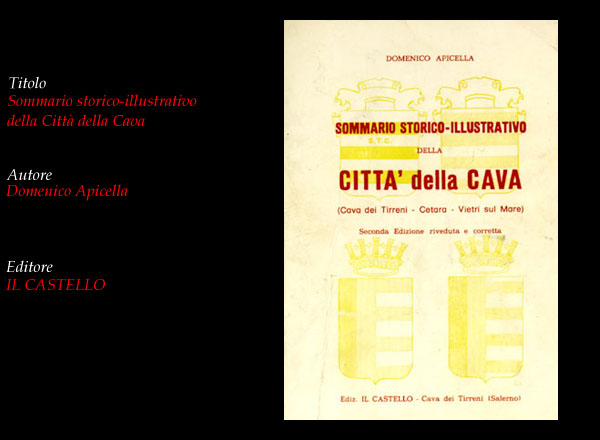 Titolo
Sommario storico-illustrativo
della Città della Cava
Autore
Domenico Apicella
Editore
IL CASTELLO
DOMENICO APICELLA
S.T.C.
SOMMARIO STORICO-ILLUSTRATIVO
DELLA
CITTA' della CAVA
(Cava dei Tirreni - Cetara - Vietri sul Mare)
Seconda Edizione riveduta e corretta
Ediz. IL CASTELLO - Cava dei Tirreni (Salerno)